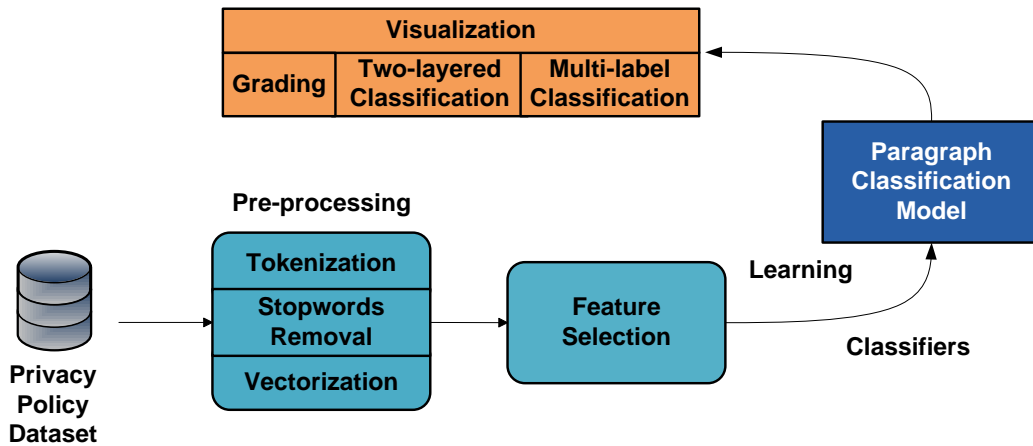 Visualization
Grading
Two-layered
Classification
Multi-label
Classification
Paragraph
Classification
Model
Pre-processing
Tokenization
Stopwords
Removal
Vectorization
Feature
Selection
Learning
Classifiers
Privacy
Policy
Dataset